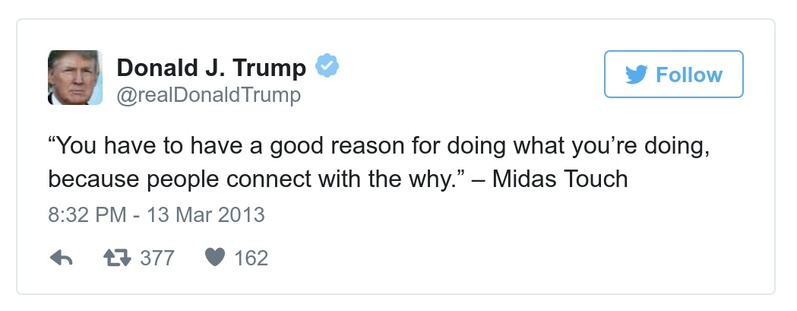 Donald J. Trump
Follow
@realDonaldTrump
“You have to have a good reason for doing what you’re doing,
because people connect with the why.” – Midas Touch
8:32 PM - 13 Mar 2013
377 162